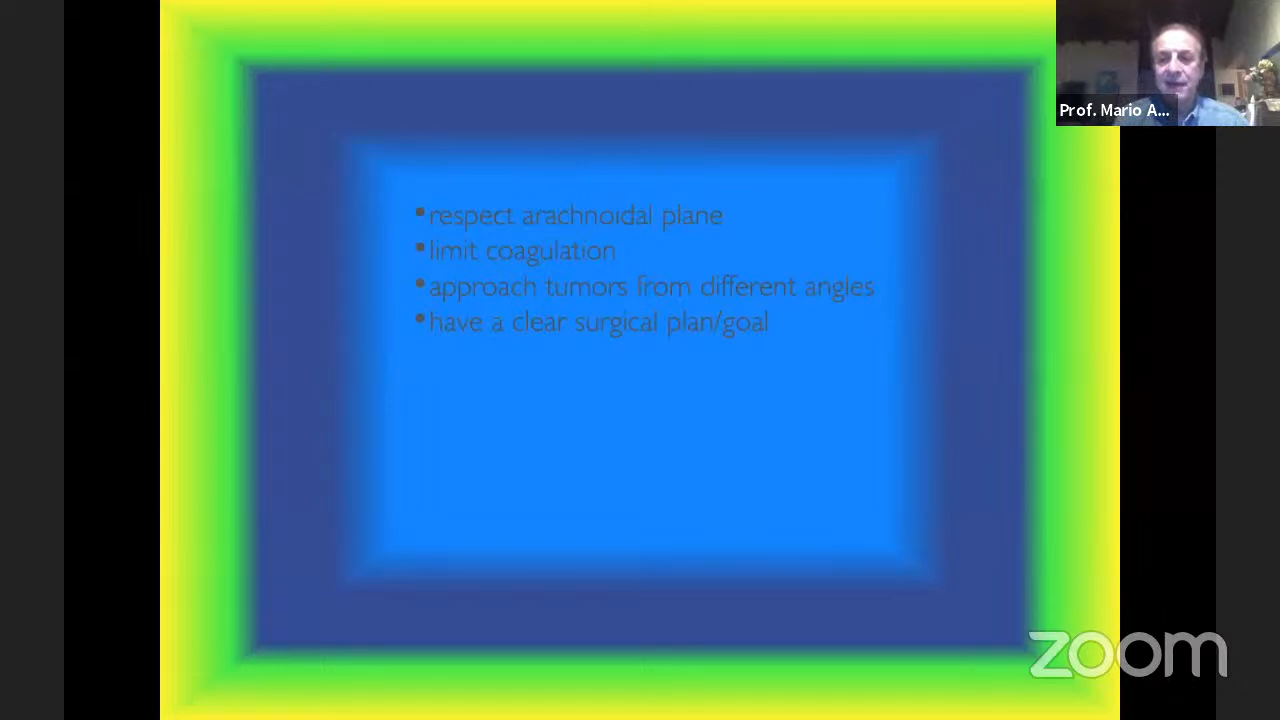 Prof. Mario A...
•respect arachnoidal plane
•limit coagulation
•approach tumors from different angles
•have a clear surgical plan/goal
zoom